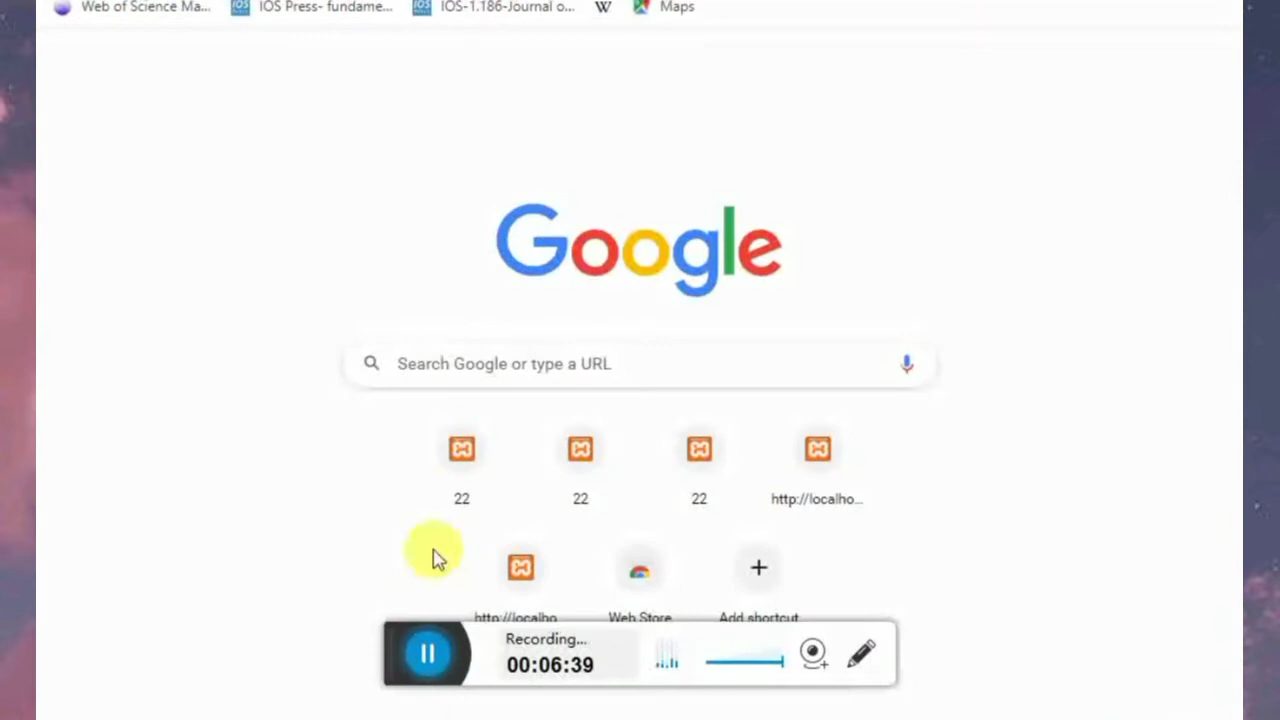 Web of Science Ma...
IOS Press- fundame...
IOS-1.186-Journal o...
W
Maps
Google
Search Google or type a URL
22
22
22
http://localho...
http://localho
Web Store
Add shortcut
Recording...
00:06:39